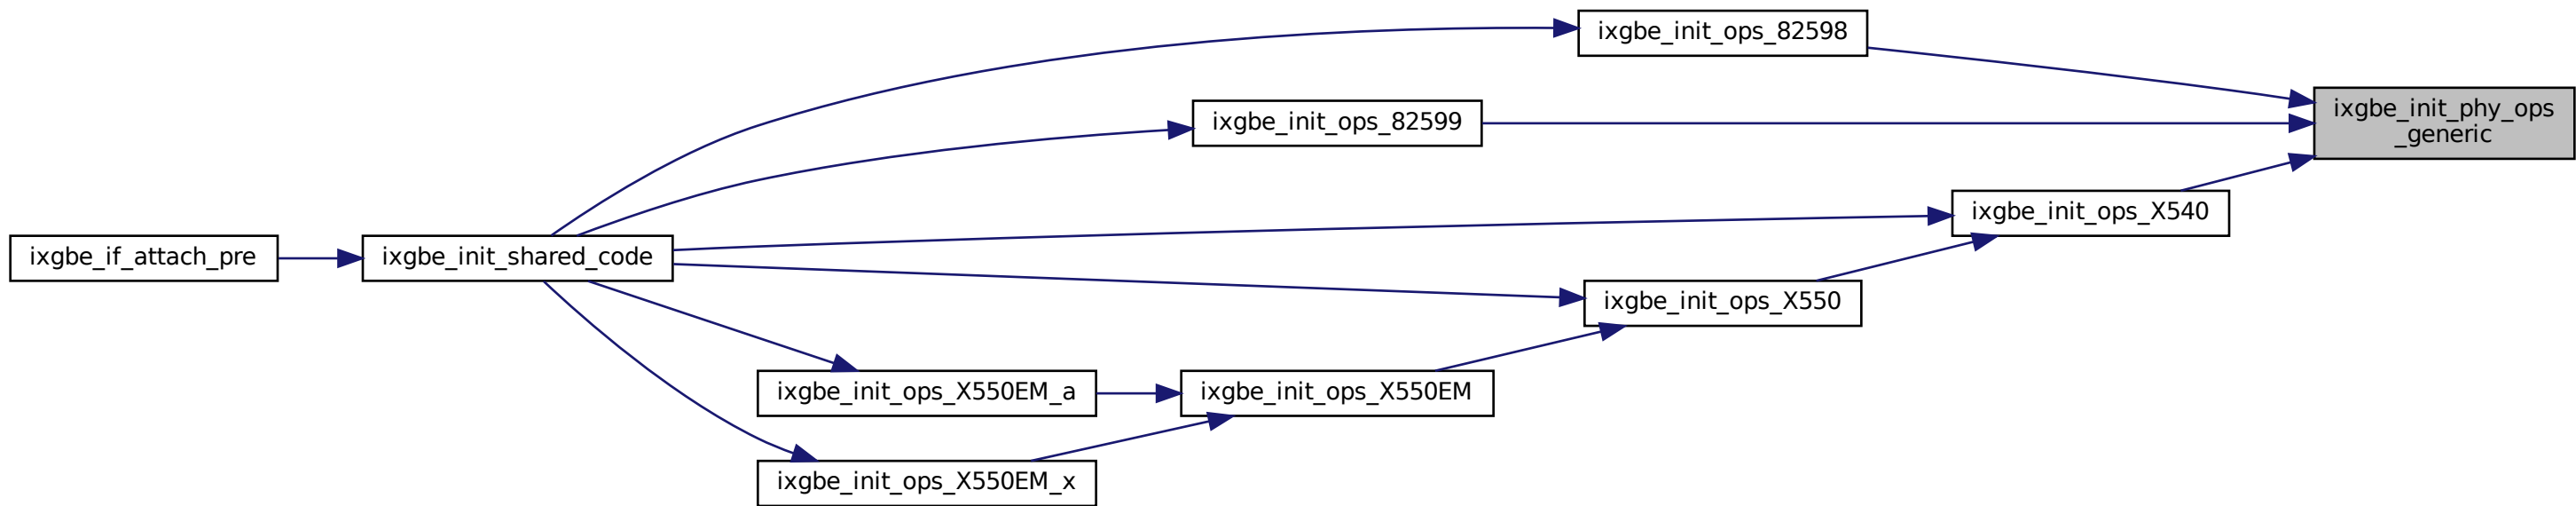 ixgbe_init_ops_82598
ixgbe_init_phy_ops
_generic
ixgbe_init_ops_82599
ixgbe_init_ops_X540
ixgbe_if_attach_pre
ixgbe_init_shared_code
ixgbe_init_ops_X550
ixgbe_init_ops_X550EM_a
ixgbe_init_ops_X550EM
ixgbe_init_ops_X550EM_x